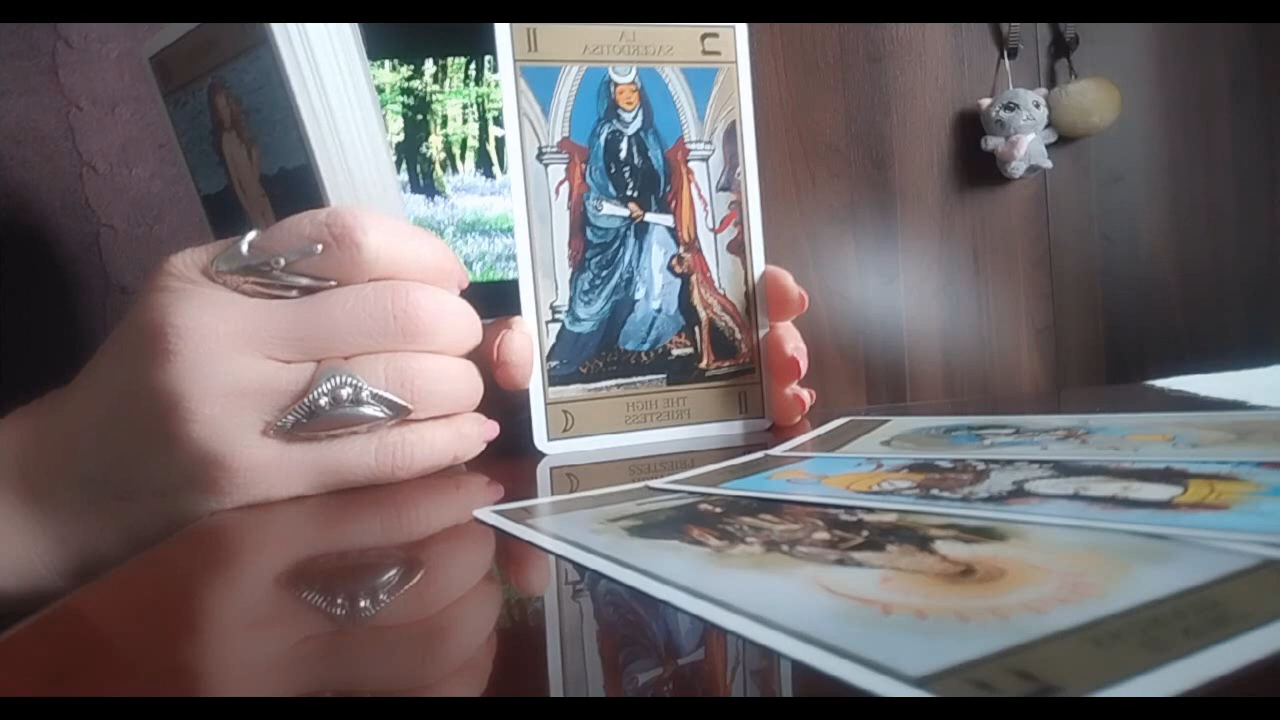 ב
LA
SACERDOTISA
II
II
THE HIGH
PRIESTESS